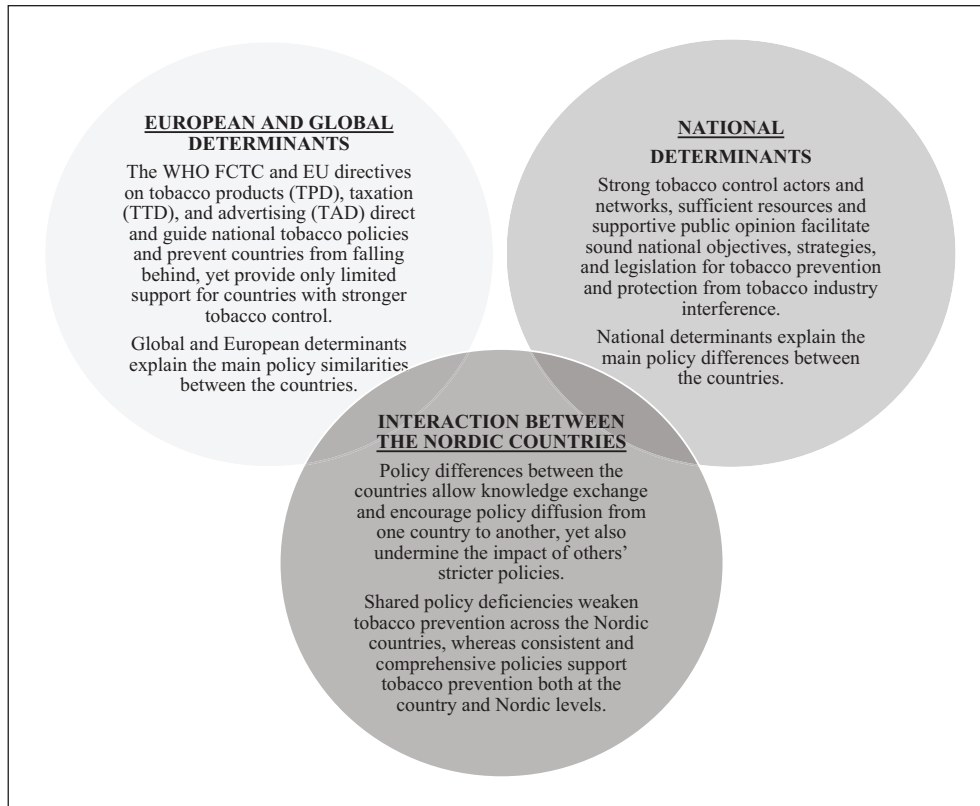 EUROPEAN AND GLOBAL
DETERMINANTS
The WHO FCTC and EU directives
on tobacco products (TPD), taxation
(TTD), and advertising (TAD) direct
and guide national tobacco policies
and prevent countries from falling
behind, yet provide only limited
support for countries with stronger
tobacco control.
Global and European determinants
explain the main policy similarities
between the countries.
NATIONAL
DETERMINANTS
Strong tobacco control actors and
networks, sufficient resources and
supportive public opinion facilitate
sound national objectives, strategies,
and legislation for tobacco prevention
and protection from tobacco industry
interference.
National determinants explain the
main policy differences between
the countries.
INTERACTION BETWEEN
THE NORDIC COUNTRIES
Policy differences between the
countries allow knowledge exchange
and encourage policy diffusion from
one country to another, yet also
undermine the impact of others'
stricter policies.
Shared policy deficiencies weaken
tobacco prevention across the Nordic
countries, whereas consistent and
comprehensive policies support
tobacco prevention both at the
country and Nordic levels.